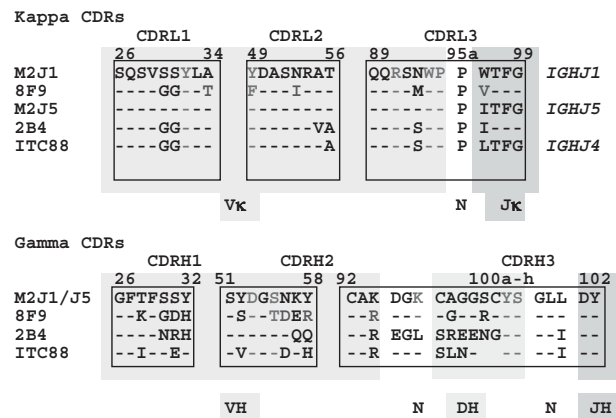 Kappa CDRs
CDRL1 CDRL2 CDRL3
26 34 49 56 89 95a 99
M2J1 SQSVSSYLA YDASNRAT QQRSNWP P WTFG IGHJ1
8F9 ----GG--T F---I--- ----M-- P V---
M2J5 --------- -------- ------- P ITFG IGHJ5
2B4 ----GG--- ------VA ----S-- P I---
ITC88 ----GG--- -------A ----S-- P LTFG IGHJ4
Vκ N Jκ
Gamma CDRs
CDRH1 CDRH2 CDRH3
26 32 51 58 92 100a-h 102
M2J1/J5 GFTFSSY SYDGSNKY CAK DGK CAGGSCYS GLL DY
8F9 --K-GDH -S--TDER --R --- -G--R--- --- --
2B4 ----NRH ------QQ --R EGL SREENG-- --I --
ITC88 --I--E- -V---D-H --R --- SLN----- --I --
VH N DH N JH